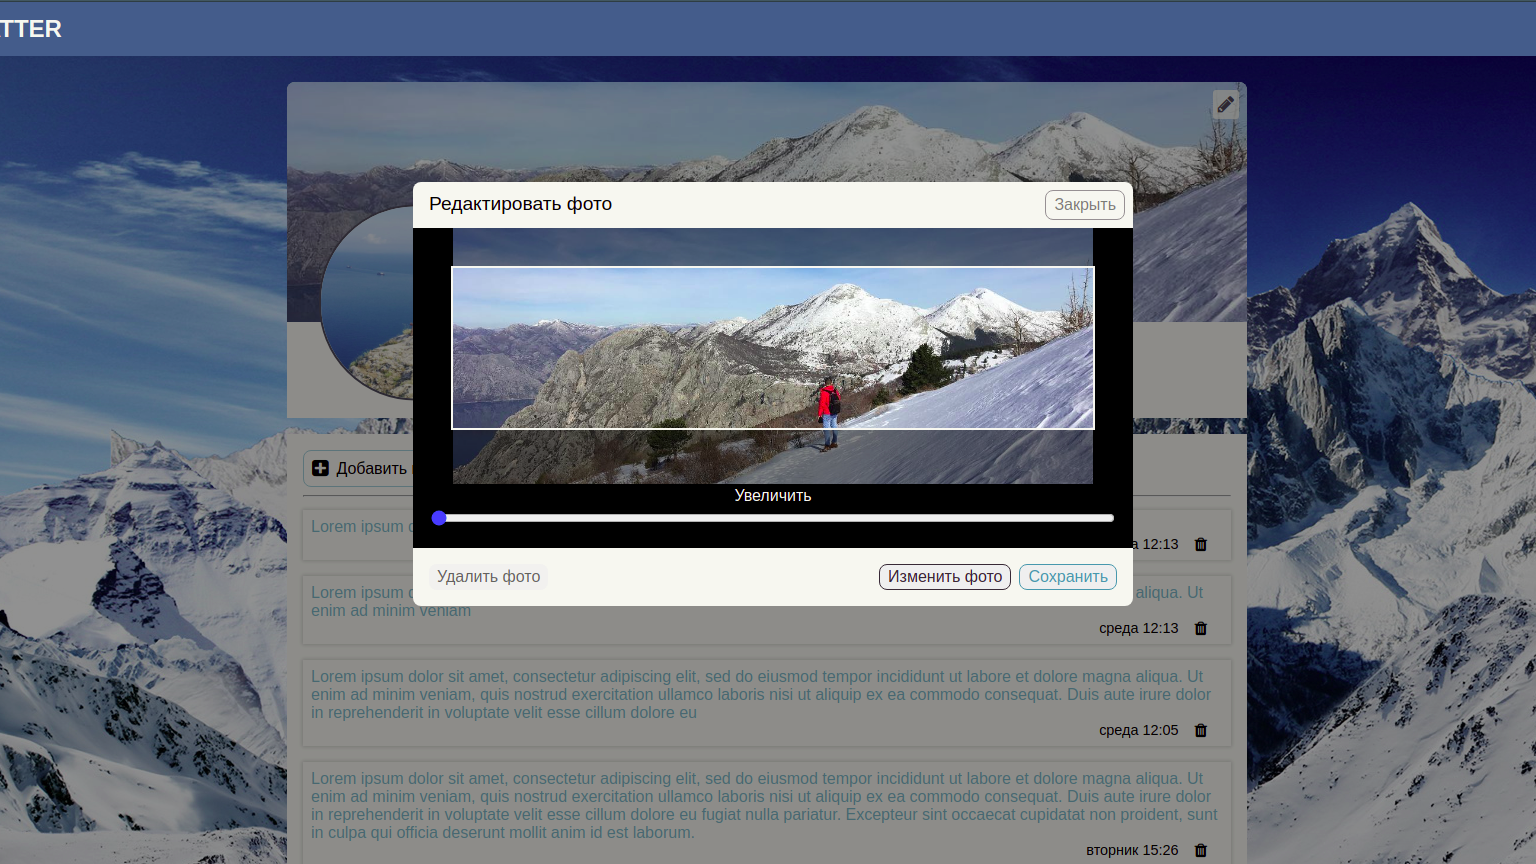 TTER
Редактировать фото
Закрыть
Увеличить
Удалить фото
Изменить фото
Сохранить
Добавить
Lorem ipsum
12:13
Lorem ipsum
aliqua. Ut
enim ad minim veniam
среда 12:13
Lorem ipsum dolor sit amet, consectetur adipiscing elit, sed do eiusmod tempor incididunt ut labore et dolore magna aliqua. Ut
enim ad minim veniam, quis nostrud exercitation ullamco laboris nisi ut aliquip ex ea commodo consequat. Duis aute irure dolor
in reprehenderit in voluptate velit esse cillum dolore eu
среда 12:05
Lorem ipsum dolor sit amet, consectetur adipiscing elit, sed do eiusmod tempor incididunt ut labore et dolore magna aliqua. Ut
enim ad minim veniam, quis nostrud exercitation ullamco laboris nisi ut aliquip ex ea commodo consequat. Duis aute irure dolor
in reprehenderit in voluptate velit esse cillum dolore eu fugiat nulla pariatur. Excepteur sint occaecat cupidatat non proident, sunt
in culpa qui officia deserunt mollit anim id est laborum.
вторник 15:26